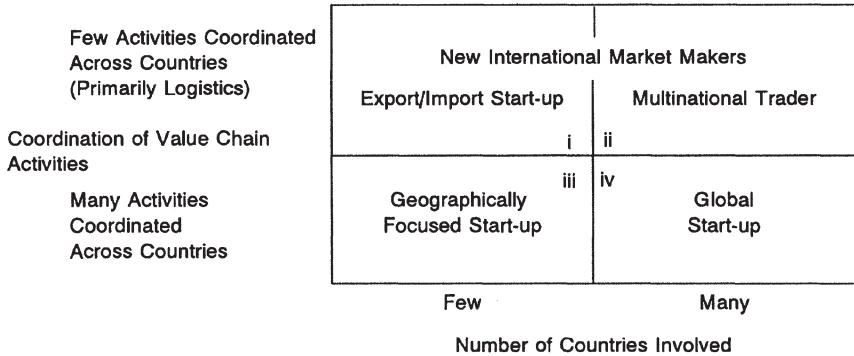 Few Activities Coordinated
Across Countries
(Primarily Logistics)
New International Market Makers
Export/Import Start-up
Multinational Trader
i
ii
Coordination of Value Chain
Activities
iii
iv
Many Activities
Coordinated
Across Countries
Geographically
Focused Start-up
Global
Start-up
Few
Many
Number of Countries Involved